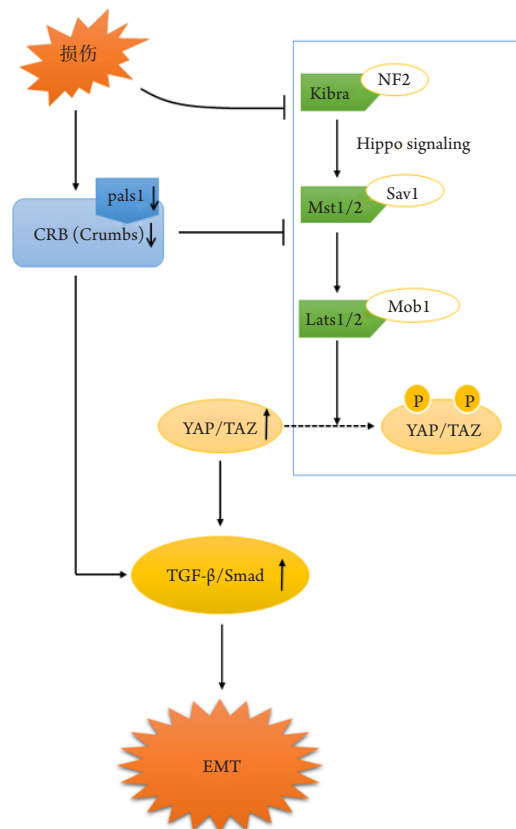 损伤
NF2
Kibra
Hippo signaling
pals1
Sav1
Mst1/2
CRB (Crumbs)
Mob1
Lats1/2
P
P
YAP/TAZ
YAP/TAZ
TGF-β/Smad
EMT